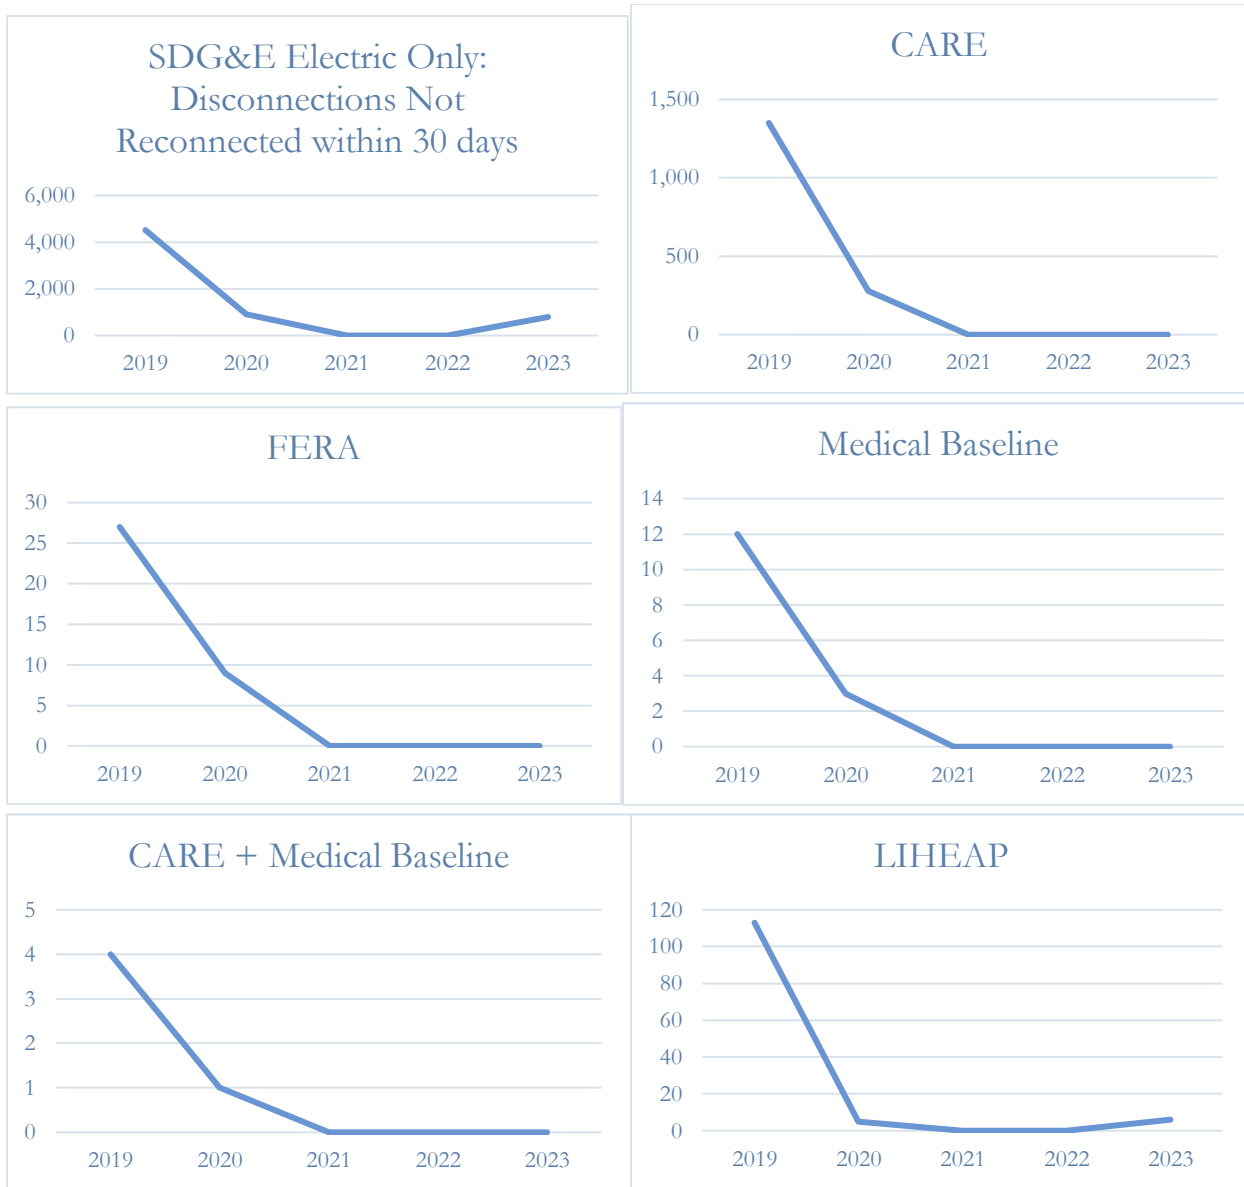 SDG&E Electric Only:
Disconnections Not
Reconnected within 30 days
6,000
4,000
2,000
0
2019 2020 2021 2022 2023
CARE
1,500
1,000
500
0
2019 2020 2021 2022 2023
FERA
30
25
20
15
10
5
0
2019 2020 2021 2022 2023
Medical Baseline
14
12
10
8
6
4
2
0
2019 2020 2021 2022 2023
CARE + Medical Baseline
5
4
3
2
1
0
2019 2020 2021 2022 2023
LIHEAP
120
100
80
60
40
20
0
2019 2020 2021 2022 2023